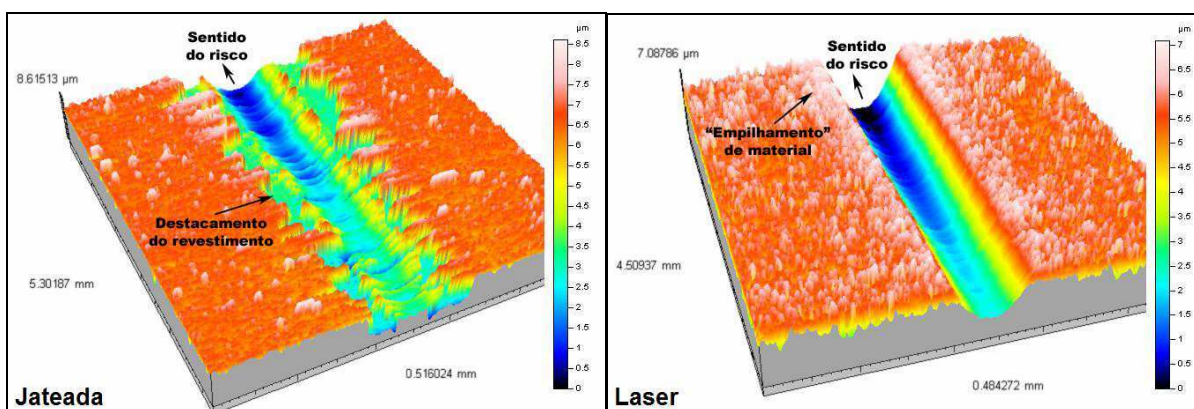 Sentido
do risco
8.61513 µm
Destacamento
do revestimento
5.30187 mm
0.516024 mm
Jateada
µm
8.5
8
7.5
7
6.5
6
5.5
5
4.5
4
3.5
3
2.5
2
1.5
1
0.5
0
Sentido
do risco
7.08786 µm
“Empilhamento”
de material
4.50937 mm
0.484272 mm
Laser
µm
7
6.5
6
5.5
5
4.5
4
3.5
3
2.5
2
1.5
1
0.5
0